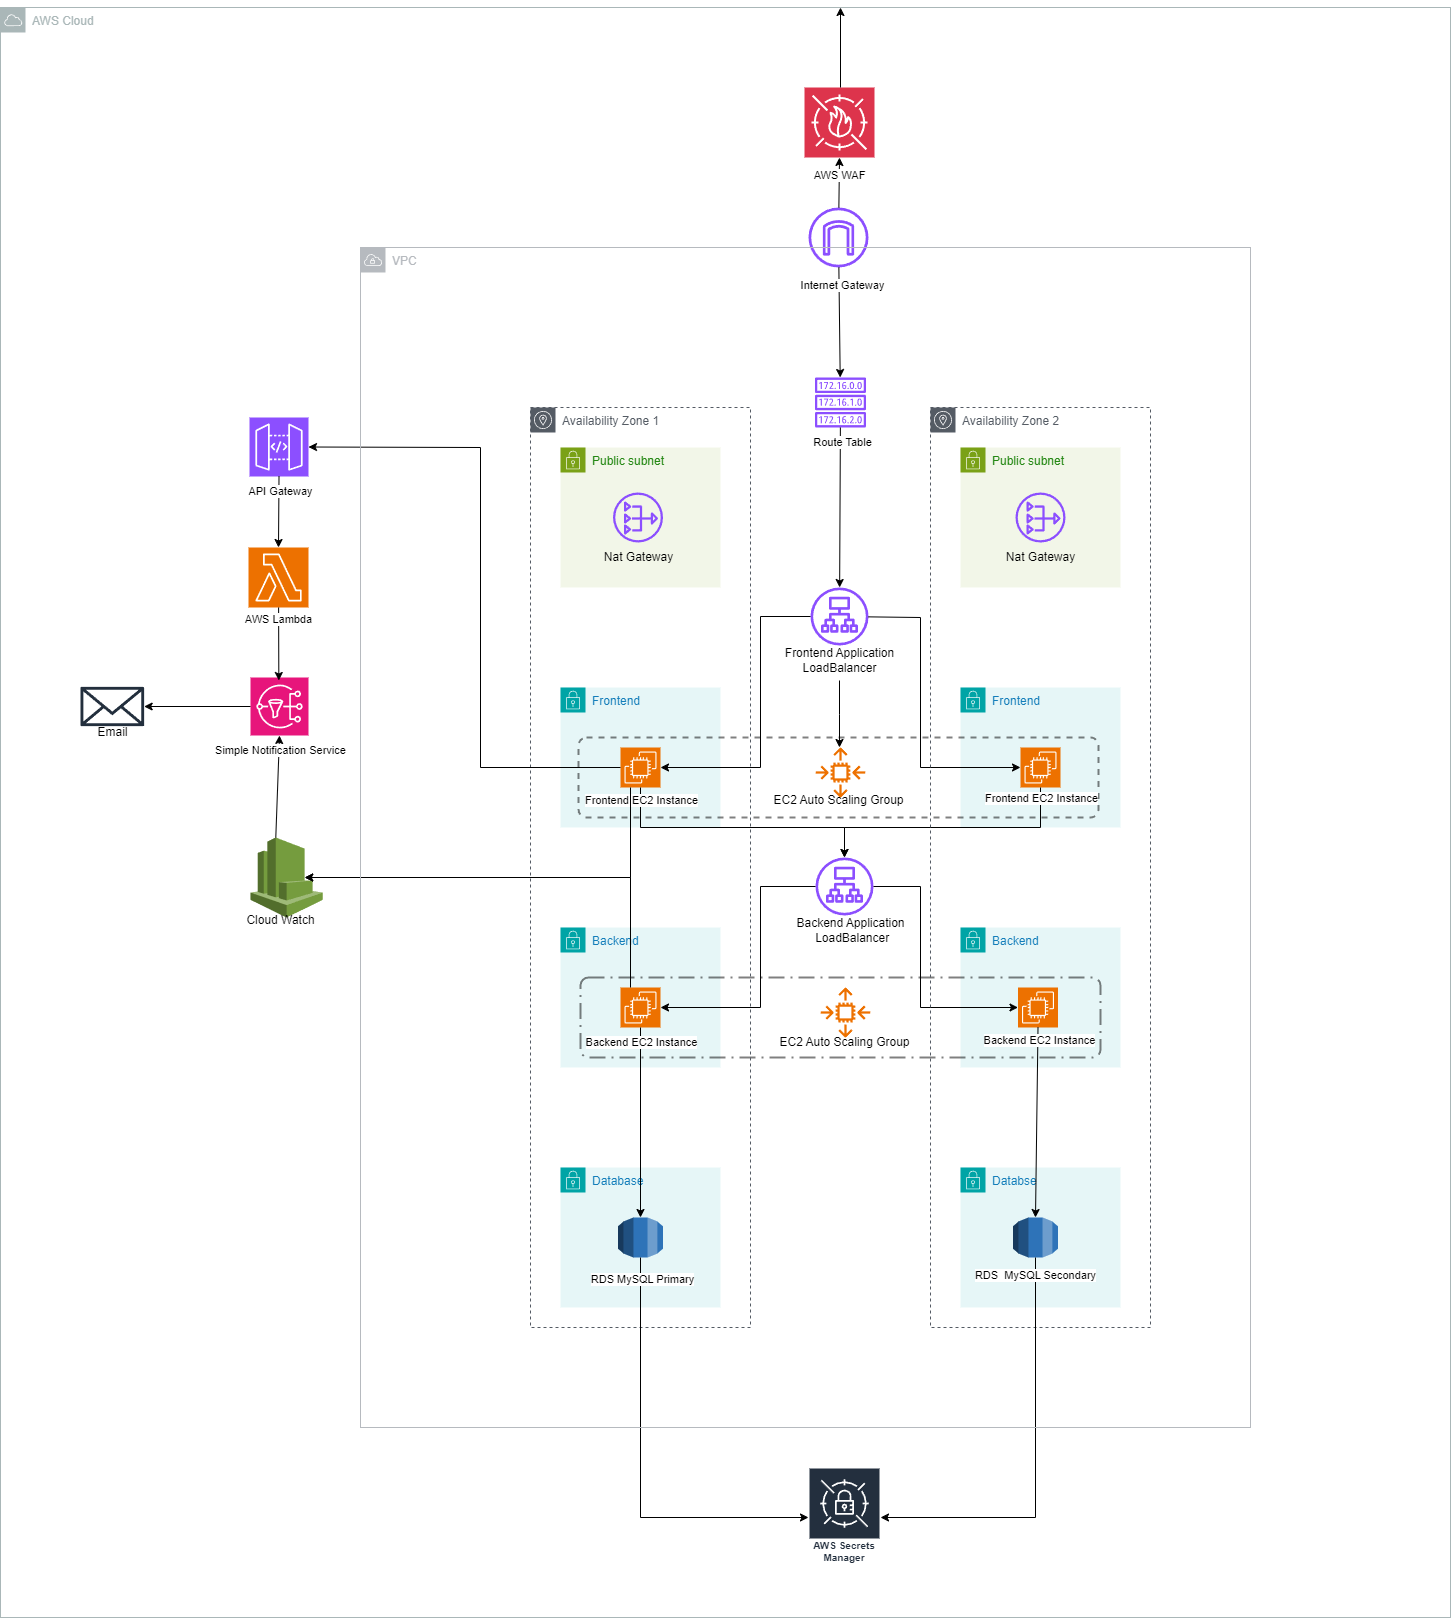 AWS Cloud
AWS WAF
Internet Gateway
VPC
172.16.0.0
172.16.1.0
172.16.2.0
Route Table
Availability Zone 1
Availability Zone 2
Public subnet
Public subnet
API Gateway
Nat Gateway
Nat Gateway
AWS Lambda
Frontend Application
LoadBalancer
Frontend
Frontend
Email
Simple Notification Service
Frontend EC2 Instance
EC2 Auto Scaling Group
Frontend EC2 Instance
Cloud Watch
Backend Application
LoadBalancer
Backend
Backend
Backend EC2 Instance
EC2 Auto Scaling Group
Backend EC2 Instance
Database
Databse
RDS MySQL Primary
RDS  MySQL Secondary
AWS Secrets
Manager